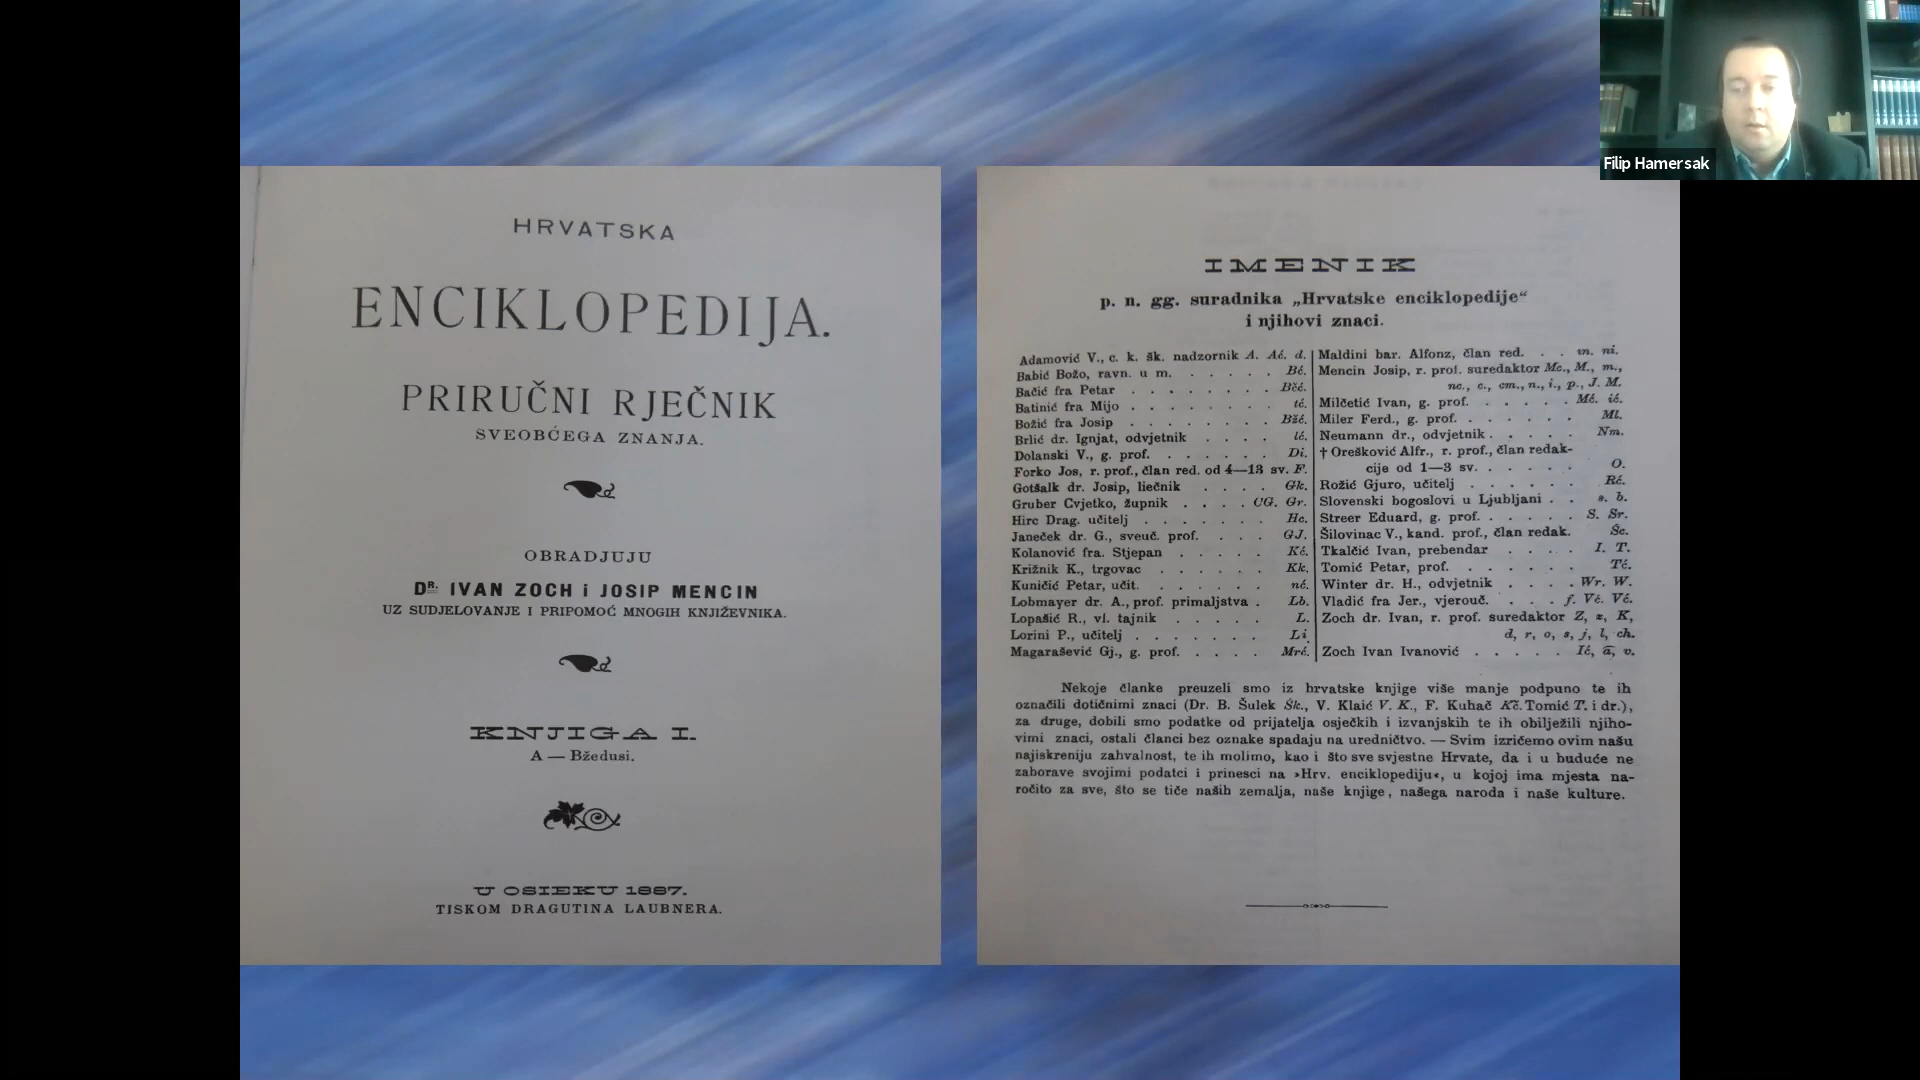 HRVATSKA
ENCIKLOPEDIJA.
PRIRUČNI RJEČNIK
SVEOBĆEGA ZNANJA.
OBRADJUJU
DR. IVAN ZOCH i JOSIP MENCIN
UZ SUDJELOVANJE I PRIPOMOĆ MNOGIH KNJIŽEVNIKA.
KNJIGA I.
A — Bžedusi.
U OSIEKU 1887.
TISKOM DRAGUTINA LAUBNERA.
IMENIK
p. n. gg. suradnika „Hrvatske enciklopedije“
i njihovi znaci.
Adamović V., c. k. šk. nadzornik A. Ać. d.
Babić Božo, ravn. u m. . . . . . Bć.
Bačić fra Petar . . . . . . . . Bčć.
Batinić fra Mijo . . . . . . . tć.
Božić fra Josip . . . . . . . . Bžć.
Brlić dr. Ignjat, odvjetnik . . . . lć.
Dolanski V., g. prof. . . . . . . Di.
Forko Jos, r. prof., član red. od 4—13 sv. F.
Gotšalk dr. Josip, liečnik . . . . Gk.
Gruber Cvjetko, župnik . . . . CG. Gr.
Hirc Drag. učitelj . . . . . . . Hc.
Janeček dr. G., sveuč. prof. . . . GJ.
Kolanović fra. Stjepan . . . . . Kć.
Križnik K., trgovac . . . . . . Kk.
Kuničić Petar, učit. . . . . . . nć.
Lobmayer dr. A., prof. primaljstva . Lb.
Lopašić R., vl. tajnik . . . . . L.
Lorini P., učitelj . . . . . . . Li.
Magarašević Gj., g. prof. . . . . Mrć.
Maldini bar. Alfonz, član red. . . m. ni.
Mencin Josip, r. prof. suredaktor Mc., M., m.,
nc., c., cm., n., i., p., J. M.
Milčetić Ivan, g. prof. . . . . . Mć. ić.
Miler Ferd., g. prof. . . . . . . Ml.
Neumann dr., odvjetnik . . . . . Nm.
† Orešković Alfr., r. prof., član redak-
cije od 1—3 sv. . . . . . O.
Rožić Gjuro, učitelj . . . . . . Rć.
Slovenski bogoslovi u Ljubljani . . s. b.
Streer Eduard, g. prof. . . . . . S. Sr.
Šilovinac V., kand. prof., član redak. Šc.
Tkalčić Ivan, prebendar . . . . I. T.
Tomić Petar, prof. . . . . . . Tć.
Winter dr. H., odvjetnik . . . . Wr. W.
Vladić fra Jer., vjerouč. . . . f. Vć. Vć.
Zoch dr. Ivan, r. prof. suredaktor Z, z, K,
d, r, o, s, j, l, ch.
Zoch Ivan Ivanović . . . . . Ić, a, v.
Nekoje članke preuzeli smo iz hrvatske knjige više manje podpuno te ih
označili dotičnimi znaci (Dr. B. Šulek Šk., V. Klaić V. K., F. Kuhač Kč. Tomić T. i dr.),
za druge, dobili smo podatke od prijatelja osječkih i izvanjskih te ih obilježili njiho-
vimi znaci, ostali članci bez oznake spadaju na uredničtvo. — Svim izričemo ovim našu
najiskreniju zahvalnost, te ih molimo, kao i što sve svjestne Hrvate, da i u buduće ne
zaborave svojimi podatci i prinesci na »Hrv. enciklopediju«, u kojoj ima mjesta na-
ročito za sve, što se tiče naših zemalja, naše knjige, našega naroda i naše kulture.
Filip Hamersak